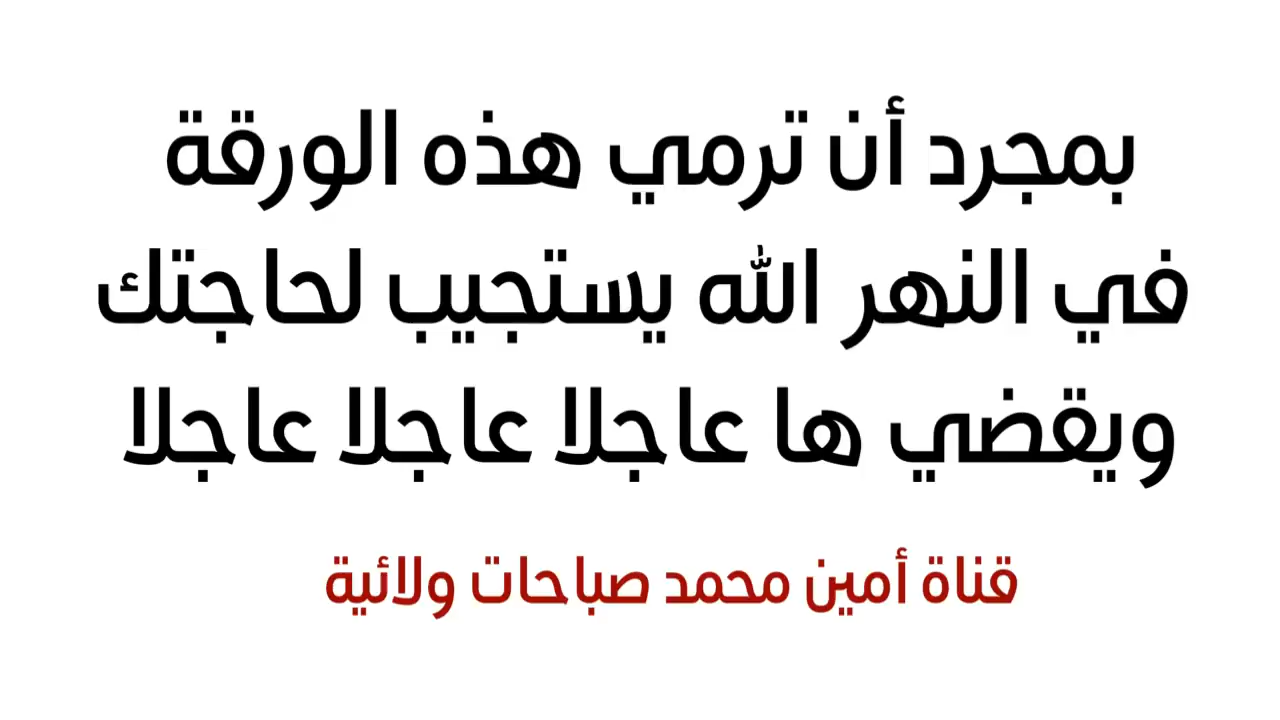 بمجرد أن ترمي هذه الورقة
في النهر الله يستجيب لحاجتك
ويقضي ها عاجلا عاجلا عاجلا
قناة أمين محمد صباحات ولائية